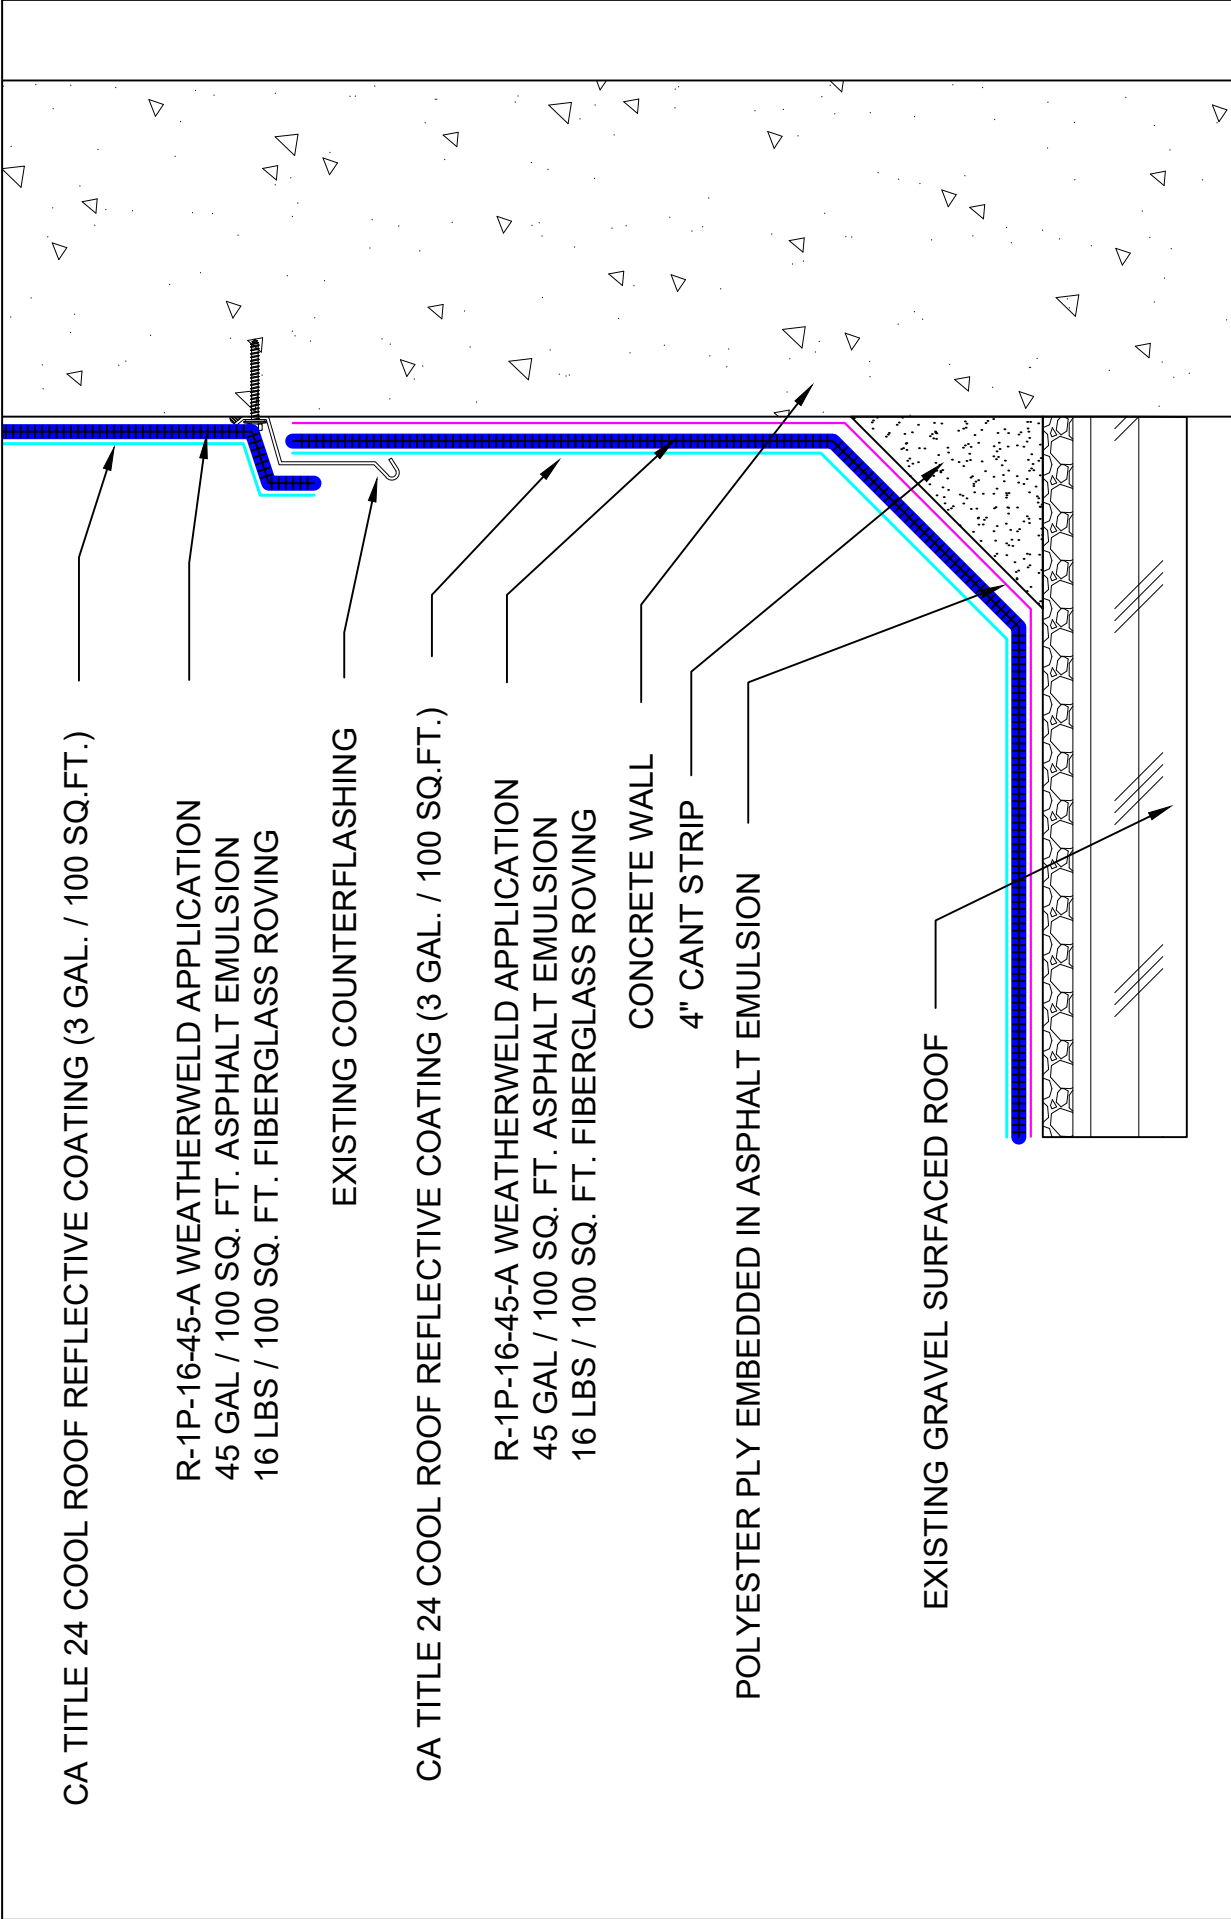 CA TITLE 24 COOL ROOF REFLECTIVE COATING (3 GAL. / 100 SQ.FT.)
R-1P-16-45-A WEATHERWELD APPLICATION
45 GAL / 100 SQ. FT. ASPHALT EMULSION
16 LBS / 100 SQ. FT. FIBERGLASS ROVING
EXISTING COUNTERFLASHING
CA TITLE 24 COOL ROOF REFLECTIVE COATING (3 GAL. / 100 SQ.FT.)
R-1P-16-45-A WEATHERWELD APPLICATION
45 GAL / 100 SQ. FT. ASPHALT EMULSION
16 LBS / 100 SQ. FT. FIBERGLASS ROVING
CONCRETE WALL
4" CANT STRIP
POLYESTER PLY EMBEDDED IN ASPHALT EMULSION
EXISTING GRAVEL SURFACED ROOF